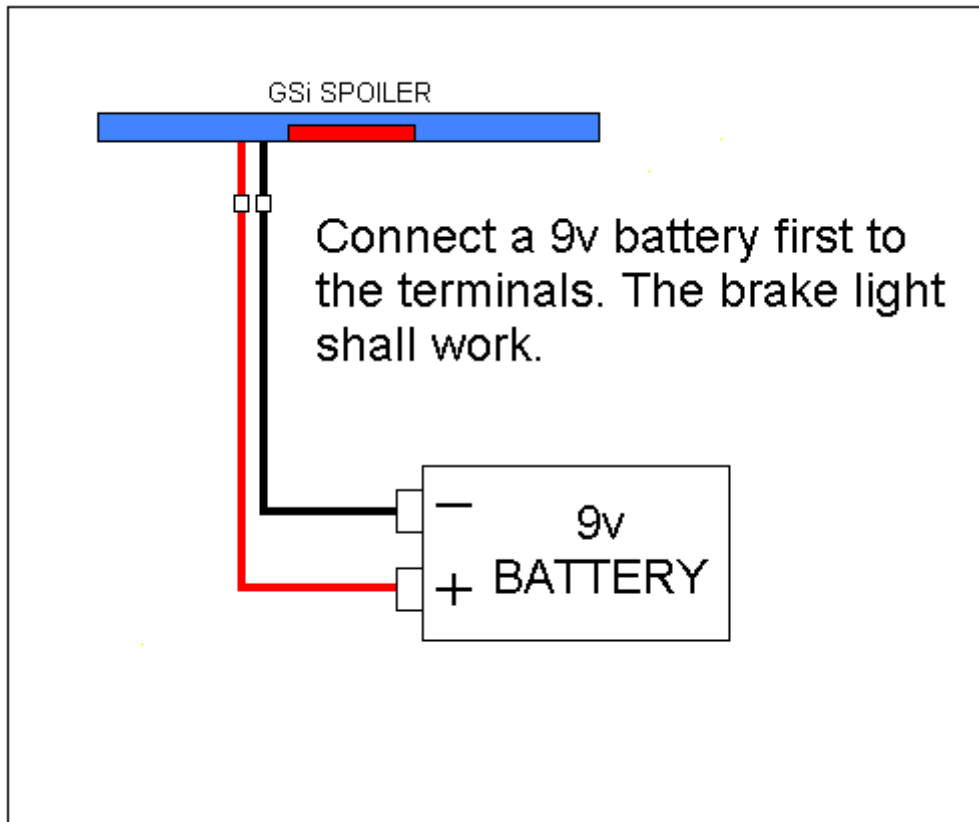 GSi SPOILER
Connect a 9v battery first to
the terminals. The brake light
shall work.
— 9v
+ BATTERY